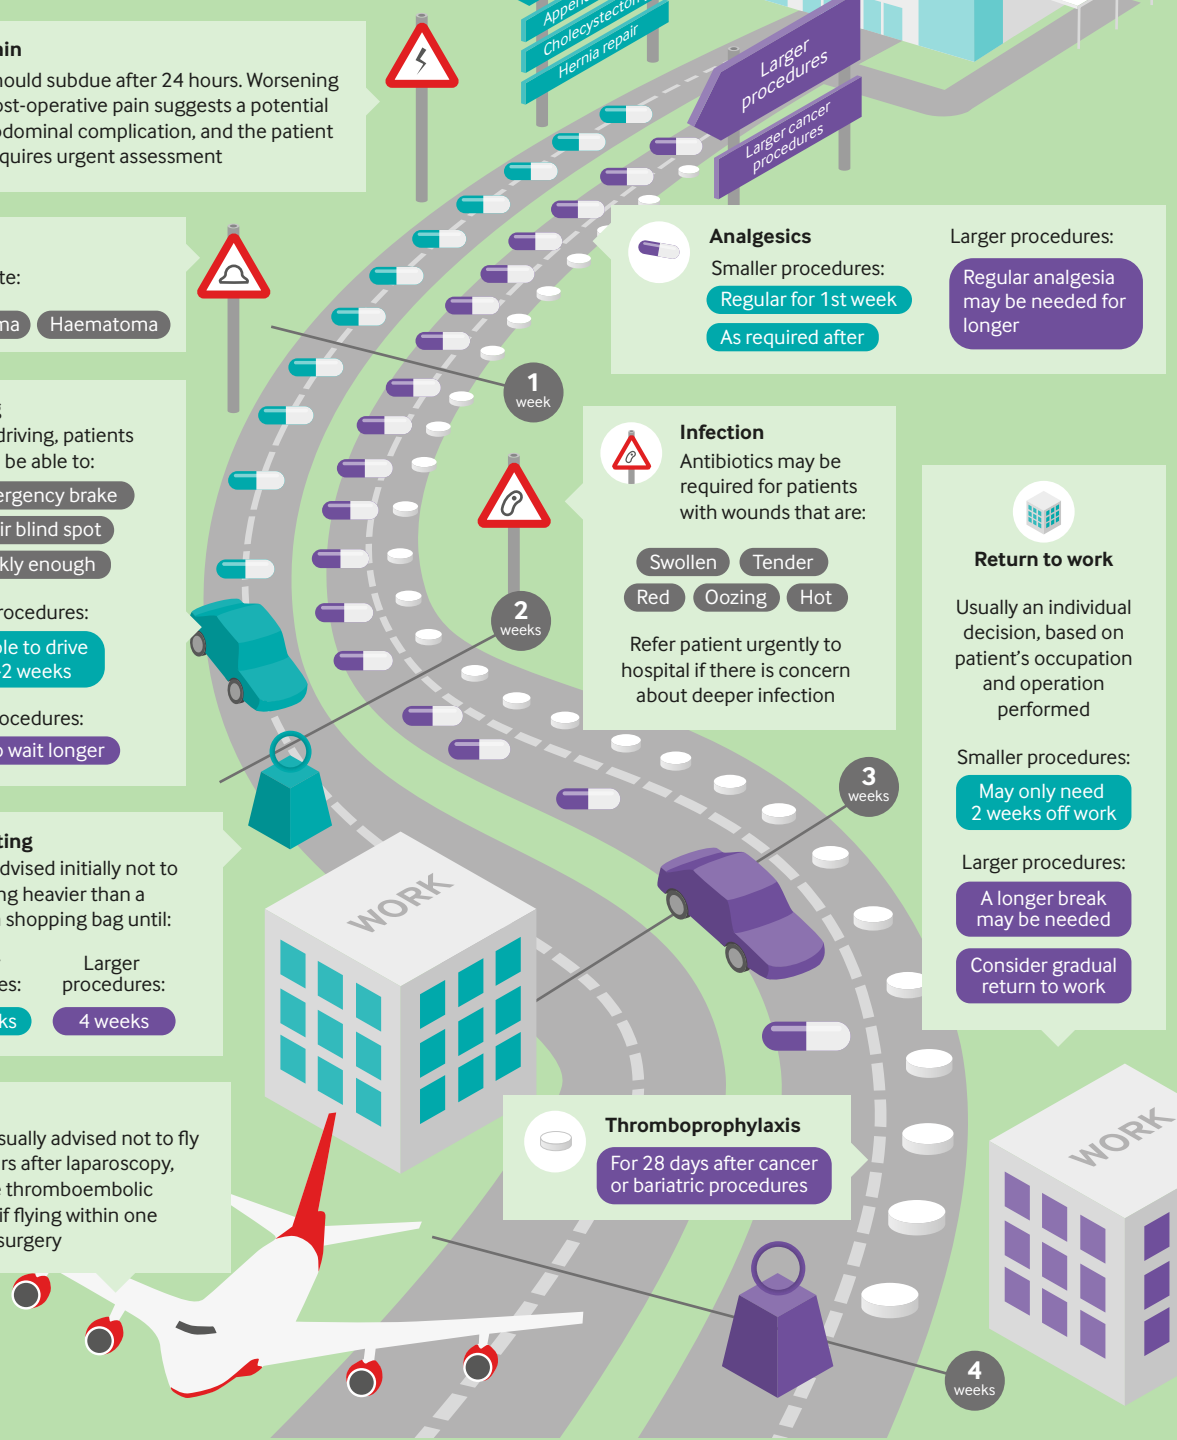 Cholecystectom
Hernia repair
Larger
procedures
Larger cancer
procedures
ould subdue after 24 hours. Worsening
ost-operative pain suggests a potential
dominal complication, and the patient
quires urgent assessment
te:
ma
Haematoma
1
week
Analgesics
Smaller procedures:
Regular for 1st week
As required after
Larger procedures:
Regular analgesia
may be needed for
longer
driving, patients
be able to:
ergency brake
ir blind spot
kly enough
rocedures:
ble to drive
-2 weeks
ocedures:
o wait longer
2
weeks
Infection
Antibiotics may be
required for patients
with wounds that are:
Swollen
Tender
Red
Oozing
Hot
Refer patient urgently to
hospital if there is concern
about deeper infection
Return to work
Usually an individual
decision, based on
patient's occupation
and operation
performed
Smaller procedures:
May only need
2 weeks off work
Larger procedures:
A longer break
may be needed
Consider gradual
return to work
3
weeks
ting
dvised initially not to
ng heavier than a
shopping bag until:
es:
ks
Larger
procedures:
4 weeks
WORK
sually advised not to fly
rs after laparoscopy,
e thromboembolic
if flying within one
surgery
Thromboprophylaxis
For 28 days after cancer
or bariatric procedures
WORK
4
weeks